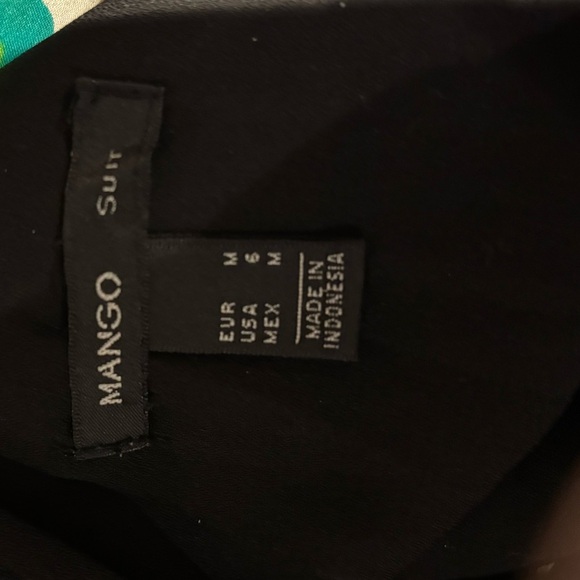 MANGO SUIT
EUR M
USA 6
MEX M
MADE IN
INDONESIA